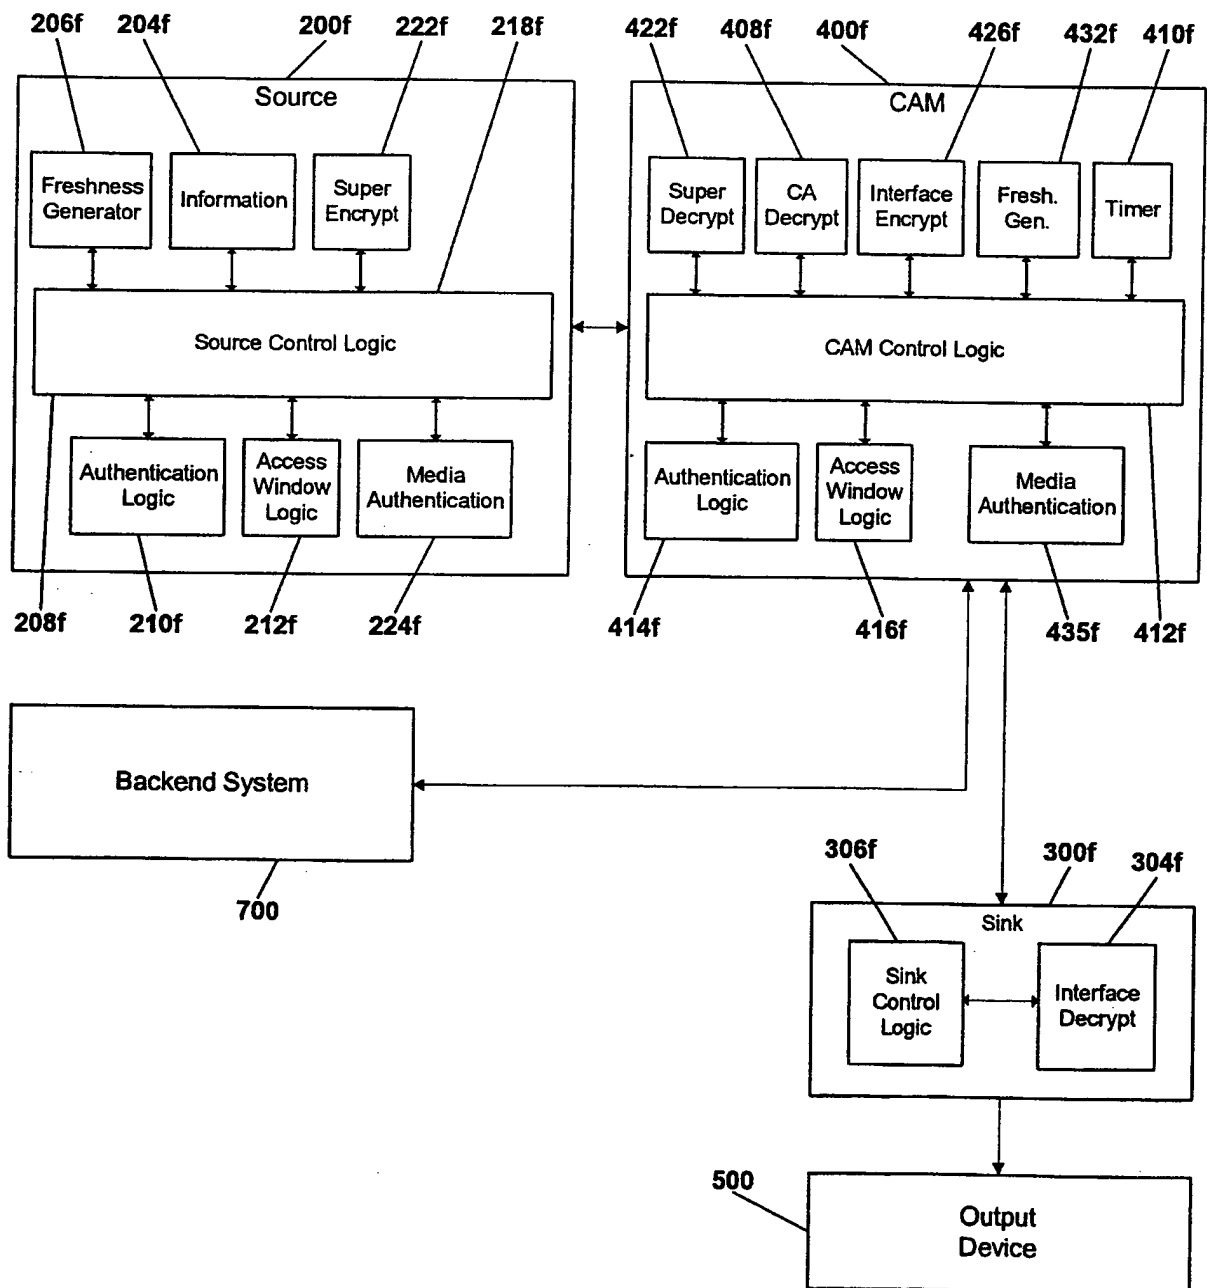 206f 204f 200f 222f 218f 422f 408f 400f 426f 432f 410f
Source
CAM
Freshness
Generator
Information
Super
Encrypt
Super
Decrypt
CA
Decrypt
Interface
Encrypt
Fresh.
Gen.
Timer
Source Control Logic
CAM Control Logic
Authentication
Logic
Access
Window
Logic
Media
Authentication
Authentication
Logic
Access
Window
Logic
Media
Authentication
208f 210f 212f 224f 414f 416f 435f 412f
Backend System
700
306f 300f 304f
Sink
Sink
Control
Logic
Interface
Decrypt
500
Output
Device